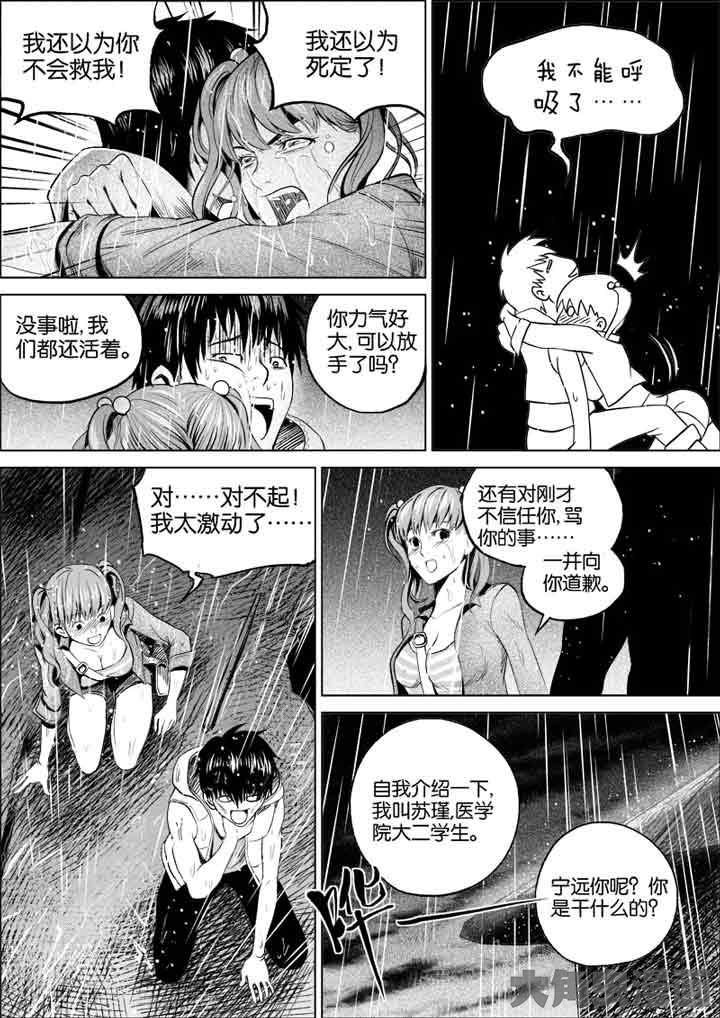 我还以为你
不会救我！
我还以为
死定了！
我不能呼
吸了……
没事啦,我
们都还活着。
你力气好
大,可以放
手了吗？
对……对不起！
我太激动了……
还有对刚才
不信任你,骂
你的事……
一并向
你道歉。
自我介绍一下,
我叫苏瑾,医学
院大二学生。
哗
宁远你呢？你
是干什么的？